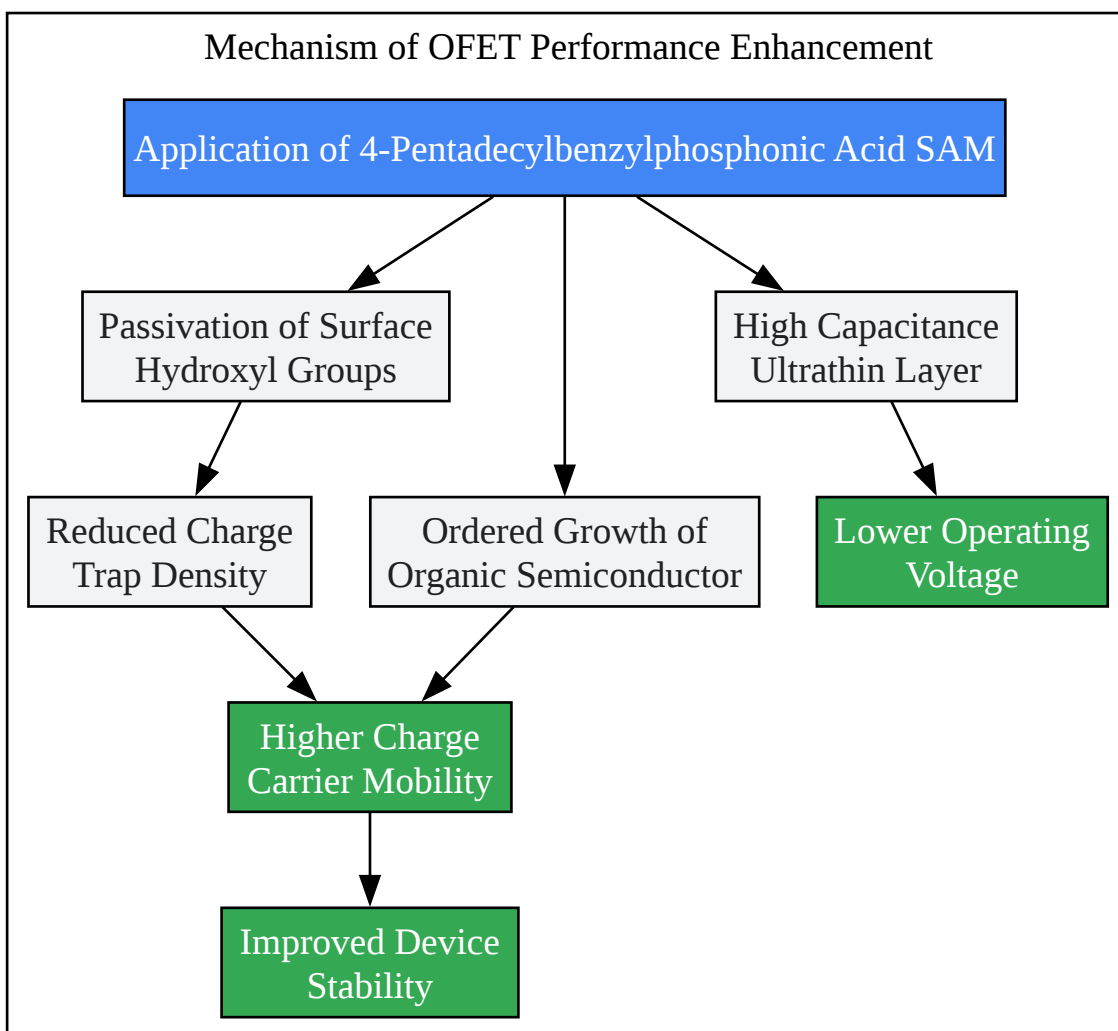 Mechanism of OFET Performance Enhancement
Application of 4-Pentadecylbenzylphosphonic Acid SAM
Passivation of Surface
Hydroxyl Groups
High Capacitance
Ultrathin Layer
Reduced Charge
Trap Density
Ordered Growth of
Organic Semiconductor
Lower Operating
Voltage
Higher Charge
Carrier Mobility
Improved Device
Stability